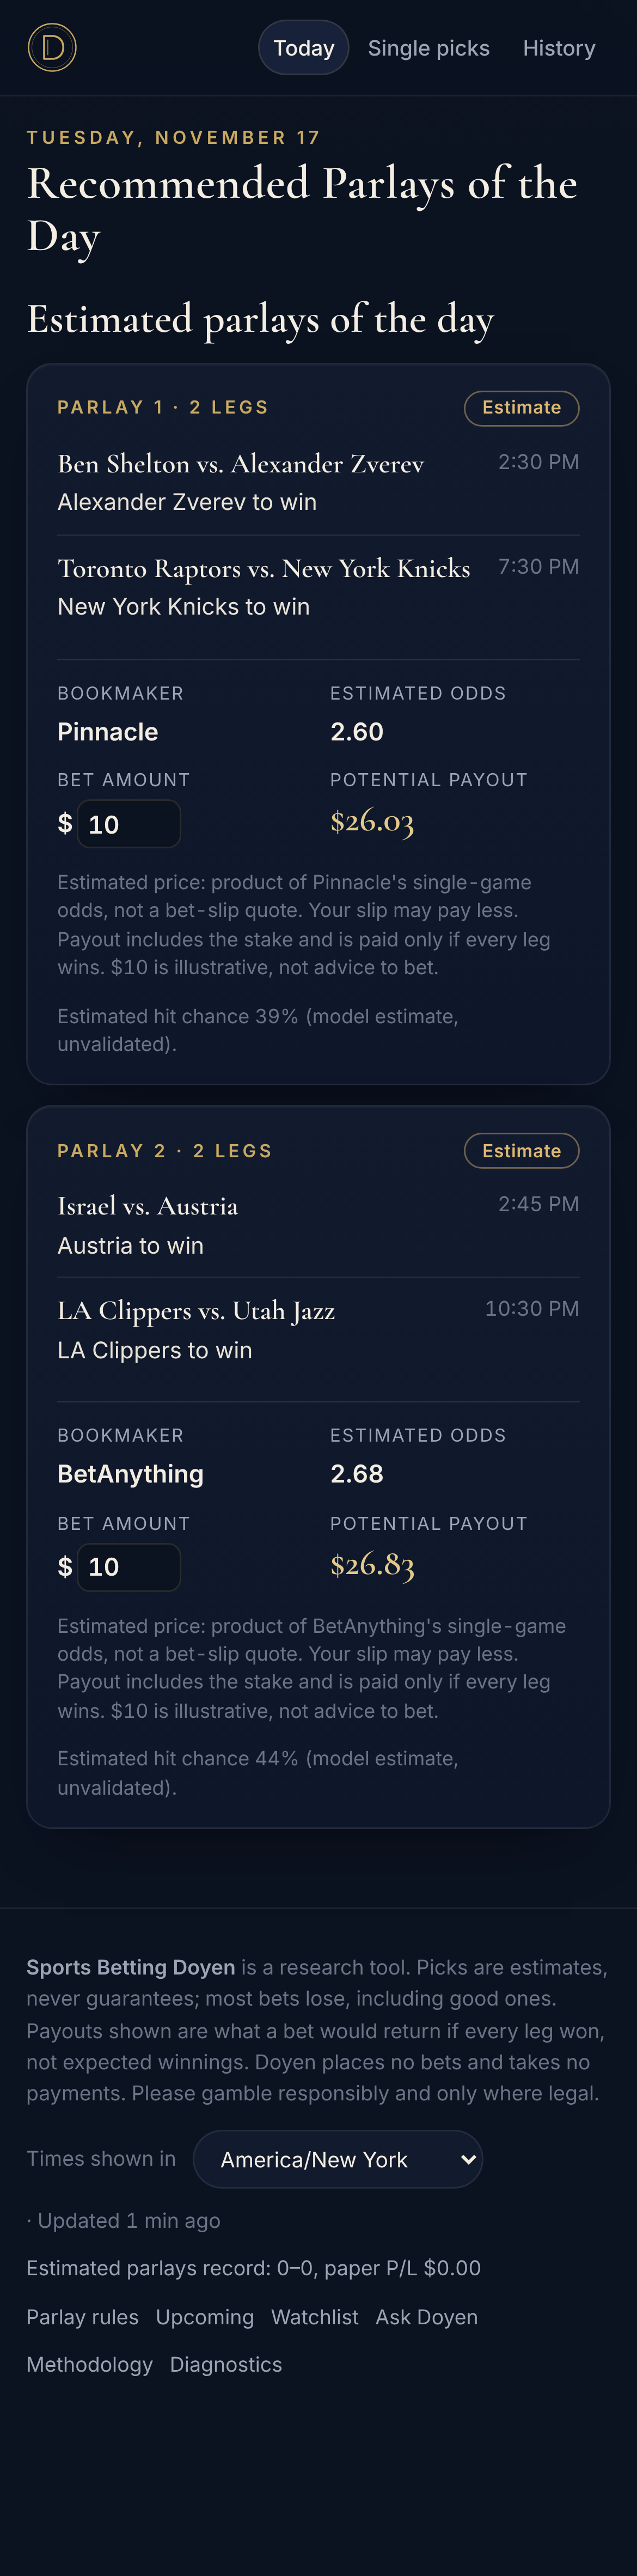 D
Today
Single picks
History
TUESDAY, NOVEMBER 17
Recommended Parlays of the
Day
Estimated parlays of the day
PARLAY 1 · 2 LEGS
Estimate
Ben Shelton vs. Alexander Zverev
2:30 PM
Alexander Zverev to win
Toronto Raptors vs. New York Knicks
7:30 PM
New York Knicks to win
BOOKMAKER
ESTIMATED ODDS
Pinnacle
2.60
BET AMOUNT
POTENTIAL PAYOUT
$ 10
$26.03
Estimated price: product of Pinnacle's single-game
odds, not a bet-slip quote. Your slip may pay less.
Payout includes the stake and is paid only if every leg
wins. $10 is illustrative, not advice to bet.
Estimated hit chance 39% (model estimate,
unvalidated).
PARLAY 2 · 2 LEGS
Estimate
Israel vs. Austria
2:45 PM
Austria to win
LA Clippers vs. Utah Jazz
10:30 PM
LA Clippers to win
BOOKMAKER
ESTIMATED ODDS
BetAnything
2.68
BET AMOUNT
POTENTIAL PAYOUT
$ 10
$26.83
Estimated price: product of BetAnything's single-game
odds, not a bet-slip quote. Your slip may pay less.
Payout includes the stake and is paid only if every leg
wins. $10 is illustrative, not advice to bet.
Estimated hit chance 44% (model estimate,
unvalidated).
Sports Betting Doyen is a research tool. Picks are estimates,
never guarantees; most bets lose, including good ones.
Payouts shown are what a bet would return if every leg won,
not expected winnings. Doyen places no bets and takes no
payments. Please gamble responsibly and only where legal.
Times shown in America/New York
· Updated 1 min ago
Estimated parlays record: 0–0, paper P/L $0.00
Parlay rules Upcoming Watchlist Ask Doyen
Methodology Diagnostics